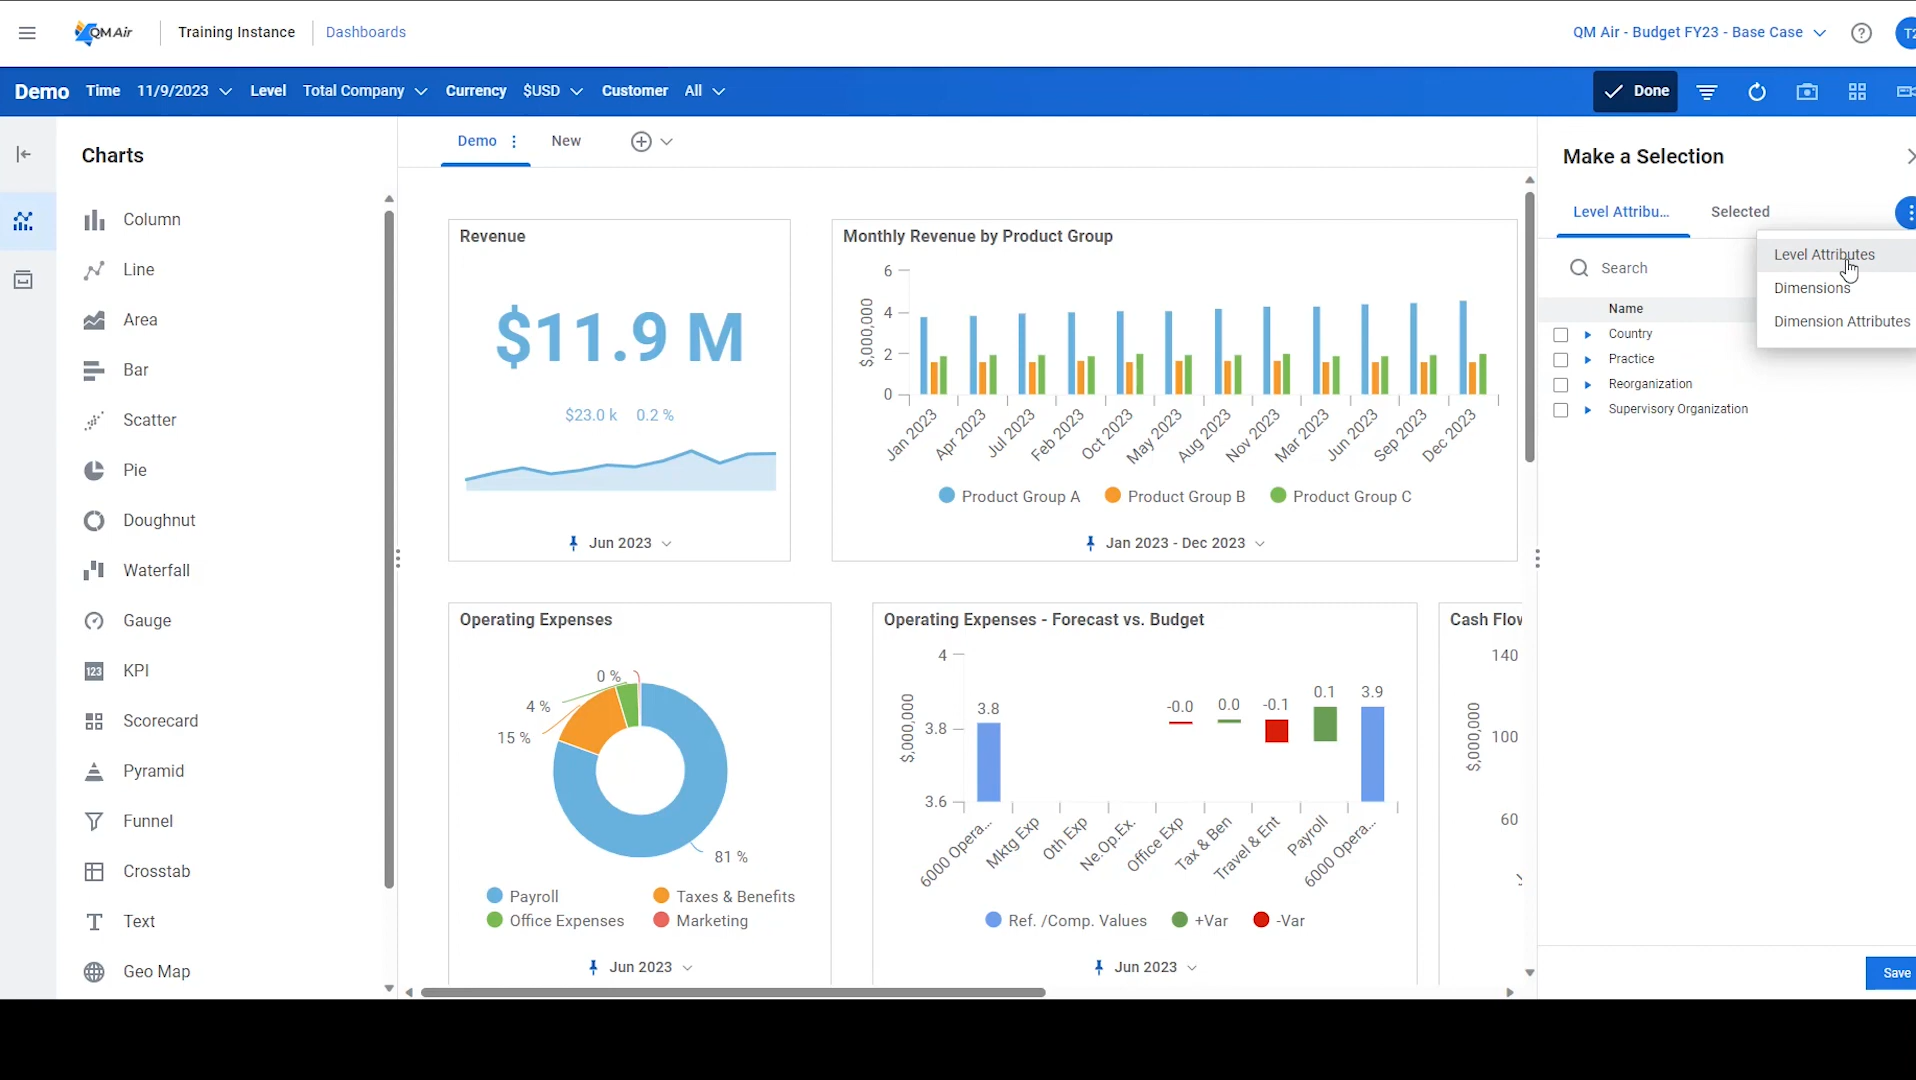 QM Air
Training Instance
Dashboards
QM Air - Budget FY23 - Base Case
?
Demo
Time 11/9/2023
Level Total Company
Currency $USD
Customer All
Done
Charts
Column
Line
Area
Bar
Scatter
Pie
Doughnut
Waterfall
Gauge
123 KPI
Scorecard
Pyramid
Funnel
Crosstab
Text
Geo Map
Demo
New
Revenue
$11.9 M
$23.0 k 0.2 %
Jun 2023
Monthly Revenue by Product Group
$,000,000
6
4
2
0
Jan 2023
Apr 2023
Jul 2023
Feb 2023
Oct 2023
May 2023
Aug 2023
Nov 2023
Mar 2023
Jun 2023
Sep 2023
Dec 2023
Product Group A
Product Group B
Product Group C
Jan 2023 - Dec 2023
Operating Expenses
0 %
4 %
15 %
81 %
Payroll
Taxes & Benefits
Office Expenses
Marketing
Jun 2023
Operating Expenses - Forecast vs. Budget
$,000,000
4
3.8
3.6
3.8
-0.0
0.0
-0.1
0.1
3.9
6000 Opera...
Mktg Exp
Oth Exp
Ne.Op.Ex.
Office Exp
Tax & Ben
Travel & Ent
Payroll
6000 Opera...
Ref. /Comp. Values
+Var
-Var
Jun 2023
Cash Flow
$,000,000
140
100
60
Make a Selection
Level Attribu...
Selected
Search
Level Attributes
Dimensions
Dimension Attributes
Name
Country
Practice
Reorganization
Supervisory Organization
Save